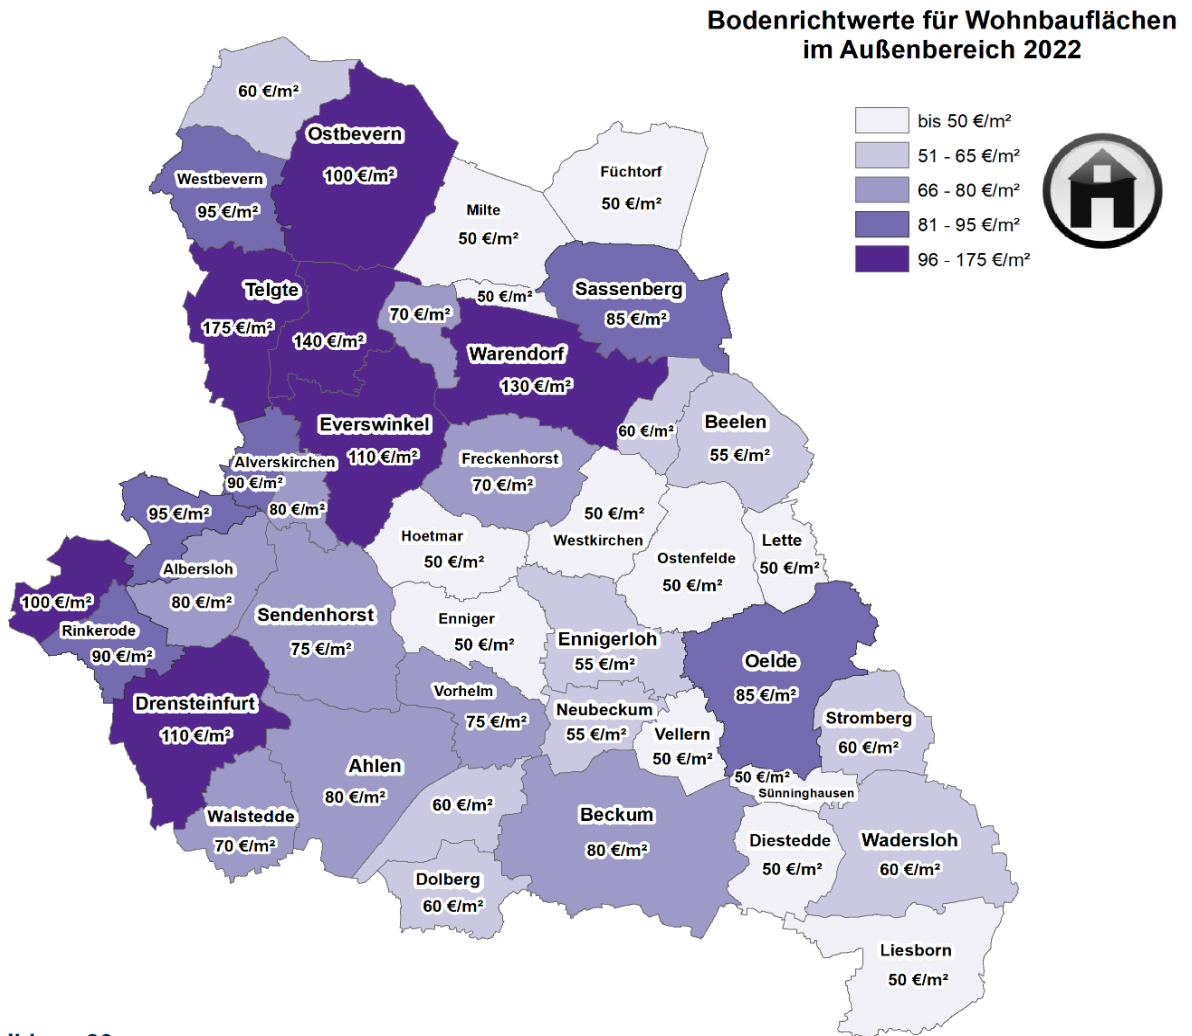 Bodenrichtwerte für Wohnbauflächen
im Außenbereich 2022
bis 50 €/m²
51 - 65 €/m²
66 - 80 €/m²
81 - 95 €/m²
96 - 175 €/m²
60 €/m²
Ostbevern
100 €/m²
Westbevern
95 €/m²
Füchtorf
50 €/m²
Milte
50 €/m²
Telgte
175 €/m²
140 €/m²
70 €/m²
50 €/m²
Sassenberg
85 €/m²
Warendorf
130 €/m²
Everswinkel
110 €/m²
60 €/m²
Beelen
55 €/m²
Alverskirchen
90 €/m²
80 €/m²
Freckenhorst
70 €/m²
95 €/m²
50 €/m²
Westkirchen
Hoetmar
50 €/m²
Ostenfelde
50 €/m²
Lette
50 €/m²
Albersloh
80 €/m²
100 €/m²
Rinkerode
90 €/m²
Sendenhorst
75 €/m²
Enniger
50 €/m²
Ennigerloh
55 €/m²
Oelde
85 €/m²
Drensteinfurt
110 €/m²
Vorhelm
75 €/m²
Neubeckum
55 €/m²
Vellern
50 €/m²
Stromberg
60 €/m²
Ahlen
80 €/m²
60 €/m²
50 €/m²
Sünninghausen
Walstedde
70 €/m²
Beckum
80 €/m²
Diestedde
50 €/m²
Wadersloh
60 €/m²
Dolberg
60 €/m²
Liesborn
50 €/m²